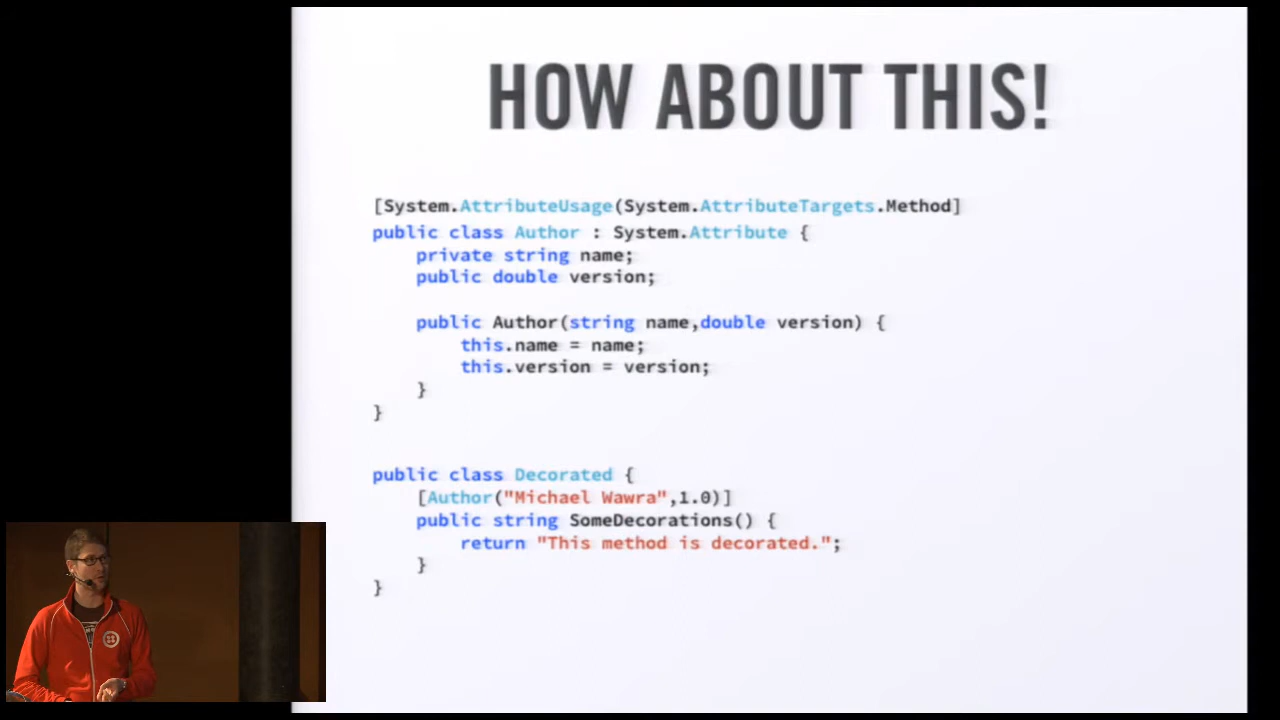 HOW ABOUT THIS!
[System.AttributeUsage(System.AttributeTargets.Method]
public class Author : System.Attribute {
private string name;
public double version;
public Author(string name,double version) {
this.name = name;
this.version = version;
}
}
public class Decorated {
[Author("Michael Wawra",1.0)]
public string SomeDecorations() {
return "This method is decorated.";
}
}